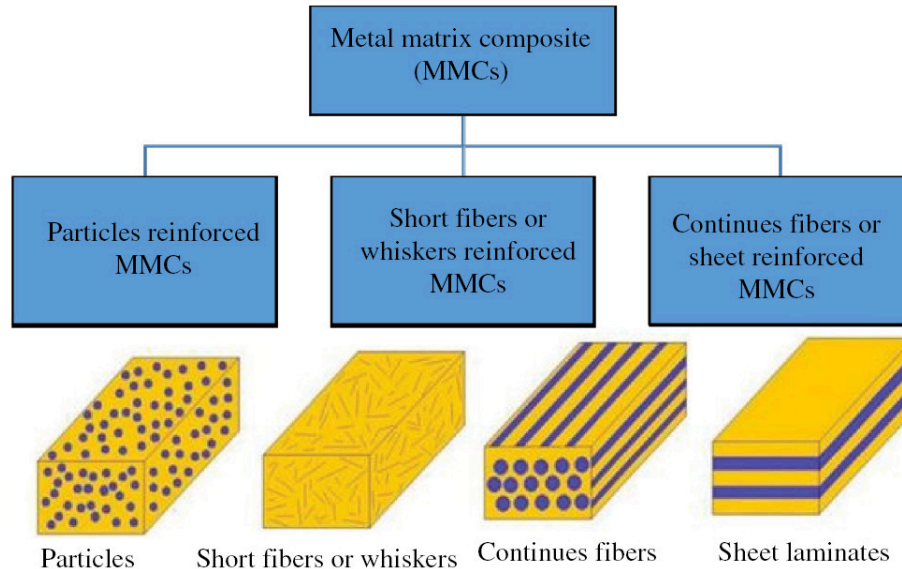 Metal matrix composite
(MMCs)
Particles reinforced
MMCs
Short fibers or
whiskers reinforced
MMCs
Continues fibers or
sheet reinforced
MMCs
Particles
Short fibers or whiskers
Continues fibers
Sheet laminates